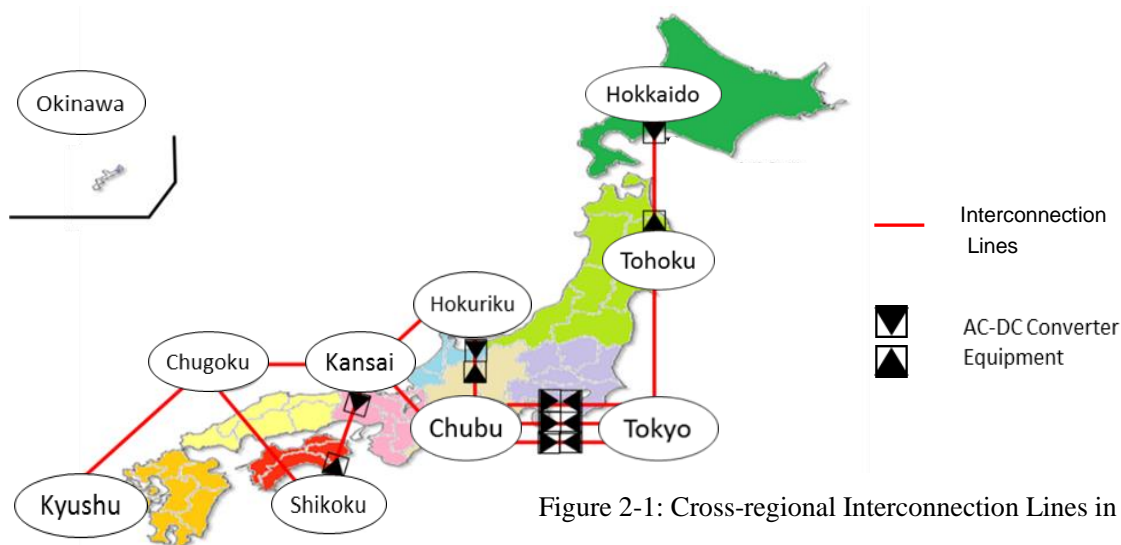 Okinawa
Hokkaido
Interconnection
Lines
Tohoku
Hokuriku
AC-DC Converter
Equipment
Chugoku
Kansai
Chubu
Tokyo
Kyushu
Shikoku
Figure 2-1: Cross-regional Interconnection Lines in